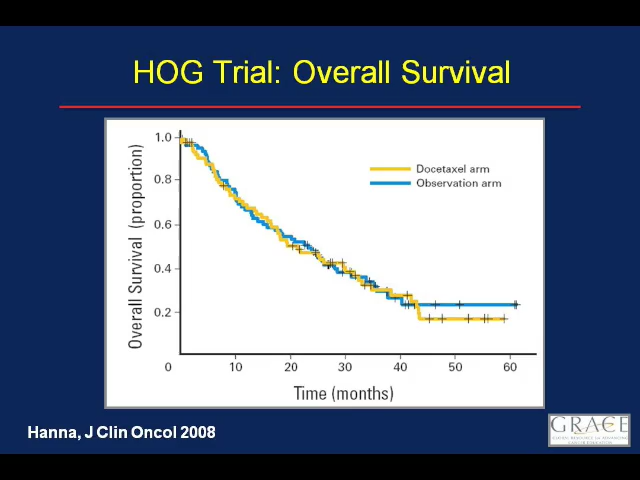 HOG Trial: Overall Survival
Overall Survival (proportion)
1.0
0.8
0.6
0.4
0.2
0
10
20
30
40
50
60
Time (months)
Docetaxel arm
Observation arm
Hanna, J Clin Oncol 2008
GRACE